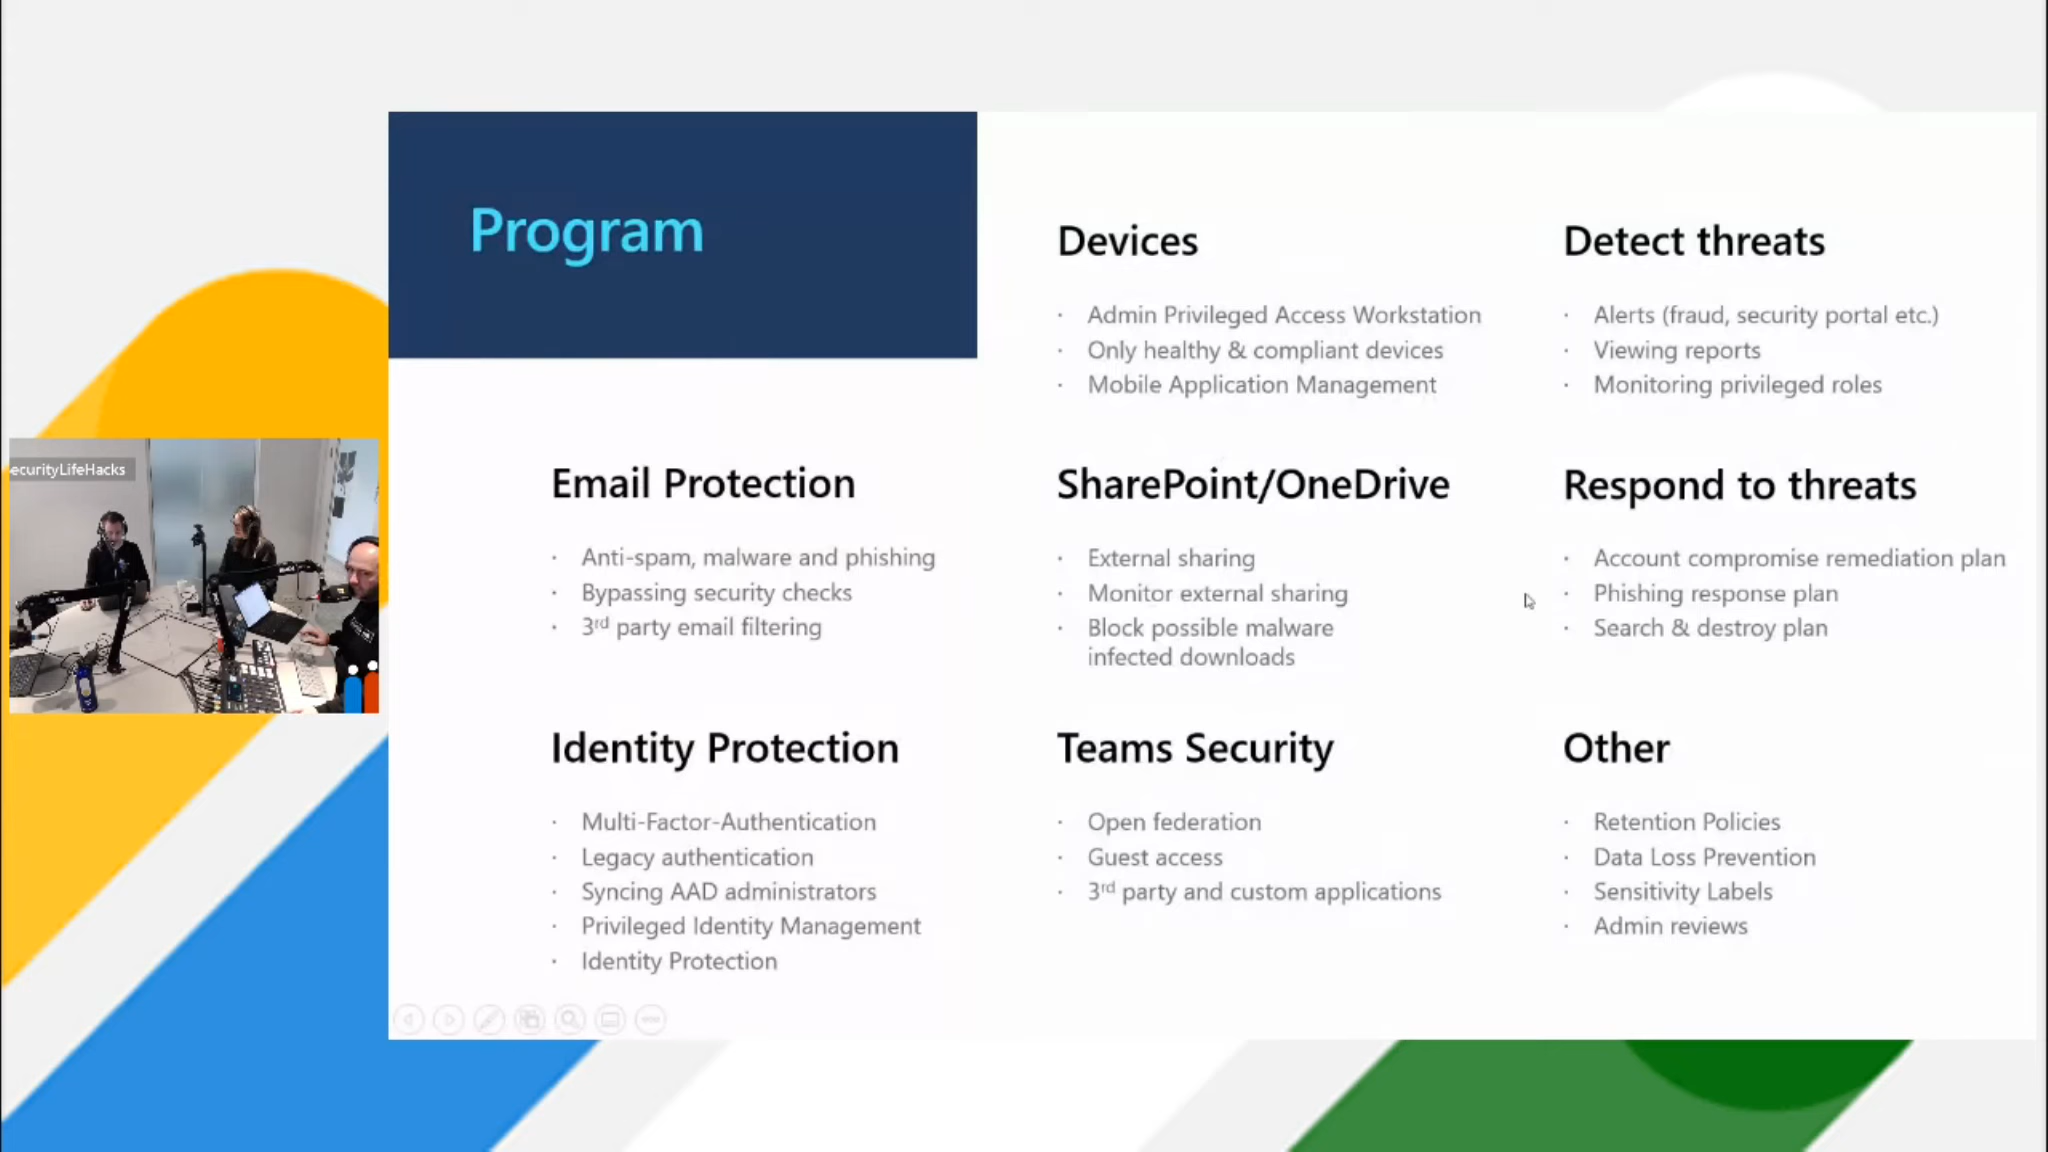 Program
ecurityLifeHacks
Email Protection
· Anti-spam, malware and phishing
· Bypassing security checks
· 3rd party email filtering
Identity Protection
· Multi-Factor-Authentication
· Legacy authentication
· Syncing AAD administrators
· Privileged Identity Management
· Identity Protection
Devices
· Admin Privileged Access Workstation
· Only healthy & compliant devices
· Mobile Application Management
SharePoint/OneDrive
· External sharing
· Monitor external sharing
· Block possible malware
infected downloads
Teams Security
· Open federation
· Guest access
· 3rd party and custom applications
Detect threats
· Alerts (fraud, security portal etc.)
· Viewing reports
· Monitoring privileged roles
Respond to threats
· Account compromise remediation plan
· Phishing response plan
· Search & destroy plan
Other
· Retention Policies
· Data Loss Prevention
· Sensitivity Labels
· Admin reviews